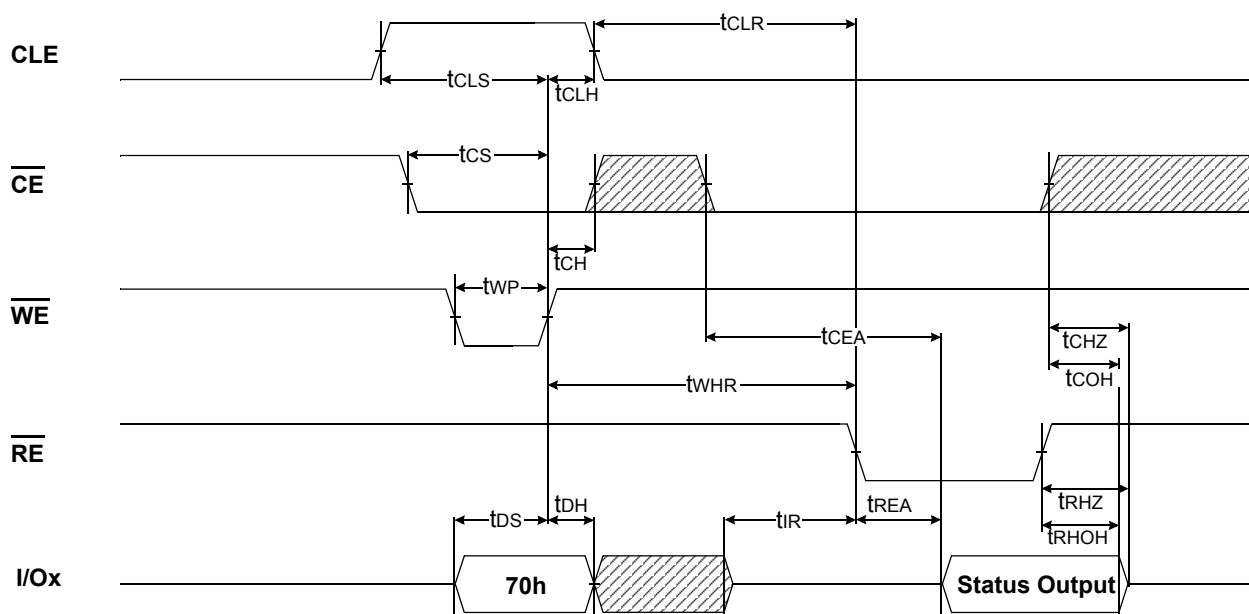 CLE
tCLR
tCLS
tCLH
CE
tCS
tCH
WE
tWP
tCEA
tCHZ
tCOH
tWHR
RE
tDS
tDH
tIR
tREA
tRHZ
tRHOH
I/Ox
70h
Status Output